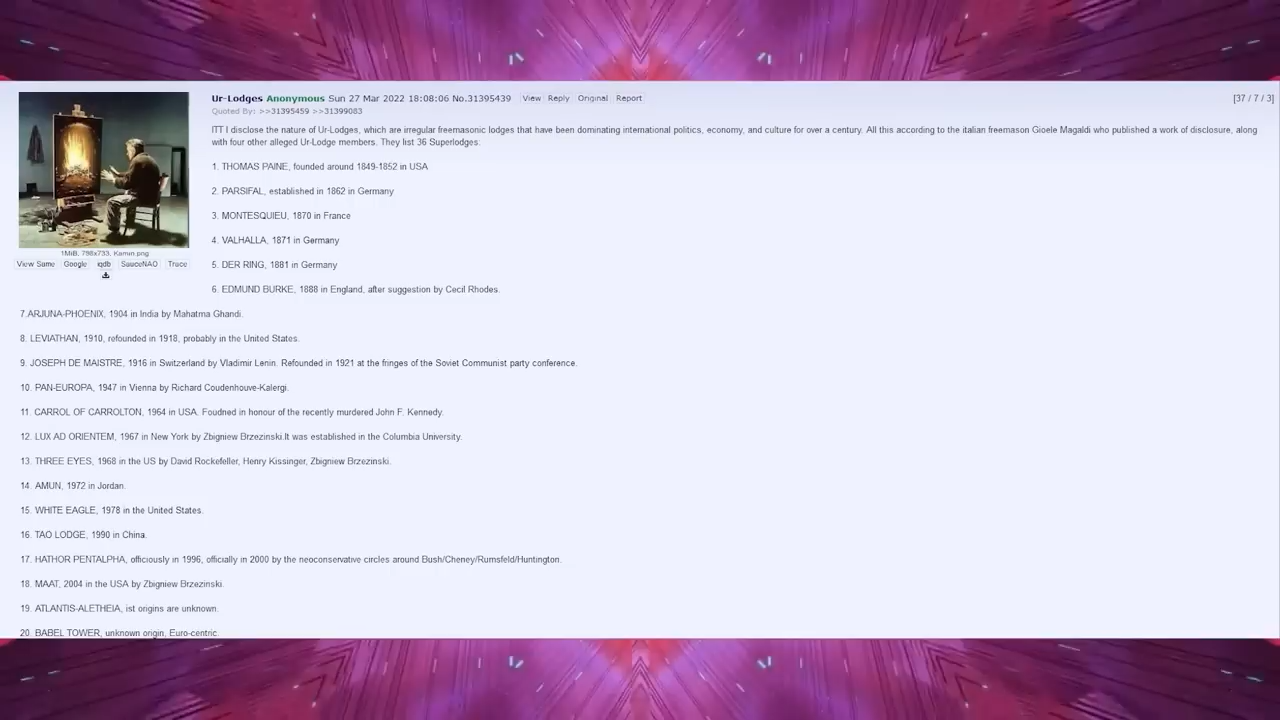 Ur-Lodges Anonymous Sun 27 Mar 2022 18:08:06 No.31395439 View Reply Original Report [37 / 7 / 3]
Quoted By: >>31395459 >>31399083
ITT I disclose the nature of Ur-Lodges, which are irregular freemasonic lodges that have been dominating international politics, economy, and culture for over a century. All this according to the italian freemason Gioele Magaldi who published a work of disclosure, along
with four other alleged Ur-Lodge members. They list 36 Superlodges:
1. THOMAS PAINE, founded around 1849-1852 in USA
2. PARSIFAL, established in 1862 in Germany
3. MONTESQUIEU, 1870 in France
4. VALHALLA, 1871 in Germany
1MiB, 798x733, Kamin.png
View Same Google iqdb SauceNAO Trace
5. DER RING, 1881 in Germany
6. EDMUND BURKE, 1888 in England, after suggestion by Cecil Rhodes.
7.ARJUNA-PHOENIX, 1904 in India by Mahatma Ghandi.
8. LEVIATHAN, 1910, refounded in 1918, probably in the United States.
9. JOSEPH DE MAISTRE, 1916 in Switzerland by Vladimir Lenin. Refounded in 1921 at the fringes of the Soviet Communist party conference.
10. PAN-EUROPA, 1947 in Vienna by Richard Coudenhouve-Kalergi.
11. CARROL OF CARROLTON, 1964 in USA. Foudned in honour of the recently murdered John F. Kennedy.
12. LUX AD ORIENTEM, 1967 in New York by Zbigniew Brzezinski.It was established in the Columbia University.
13. THREE EYES, 1968 in the US by David Rockefeller, Henry Kissinger, Zbigniew Brzezinski.
14. AMUN, 1972 in Jordan.
15. WHITE EAGLE, 1978 in the United States.
16. TAO LODGE, 1990 in China.
17. HATHOR PENTALPHA, officiously in 1996, officially in 2000 by the neoconservative circles around Bush/Cheney/Rumsfeld/Huntington.
18. MAAT, 2004 in the USA by Zbigniew Brzezinski.
19. ATLANTIS-ALETHEIA, ist origins are unknown.
20. BABEL TOWER, unknown origin, Euro-centric.